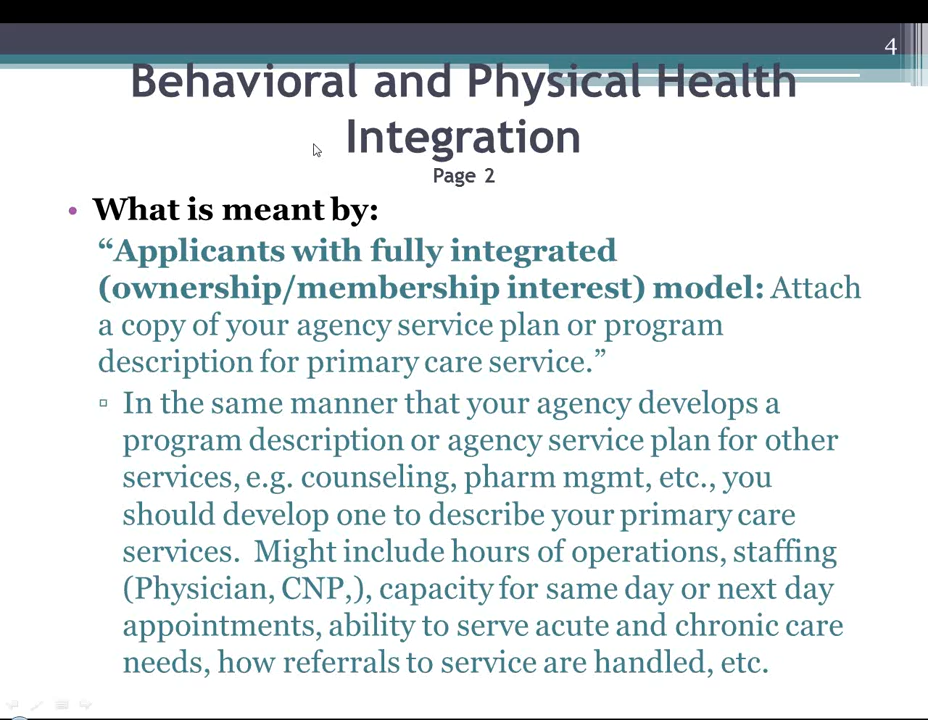 4
Behavioral and Physical Health
Integration
Page 2
• What is meant by:
“Applicants with fully integrated
(ownership/membership interest) model: Attach
a copy of your agency service plan or program
description for primary care service.”
▫ In the same manner that your agency develops a
program description or agency service plan for other
services, e.g. counseling, pharm mgmt, etc., you
should develop one to describe your primary care
services.  Might include hours of operations, staffing
(Physician, CNP,), capacity for same day or next day
appointments, ability to serve acute and chronic care
needs, how referrals to service are handled, etc.